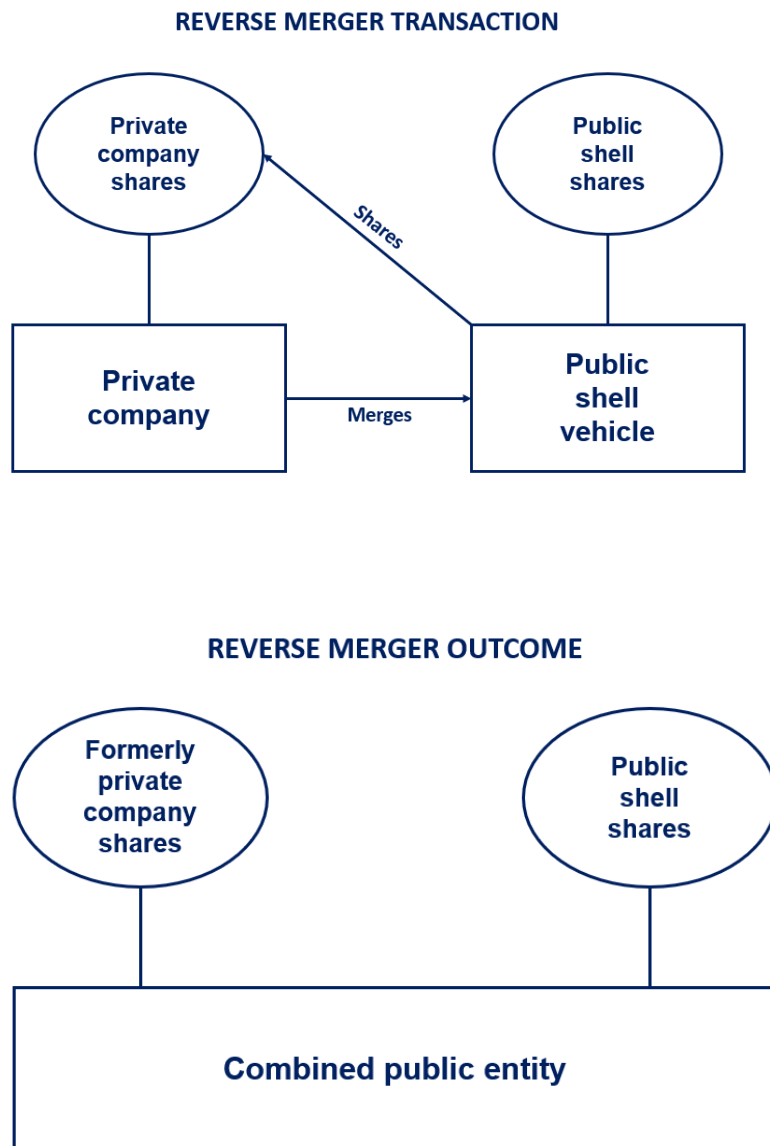 REVERSE MERGER TRANSACTION
Private
company
shares
Public
shell
shares
Shares
Private
company
Merges
Public
shell
vehicle
REVERSE MERGER OUTCOME
Formerly
private
company
shares
Public
shell
shares
Combined public entity